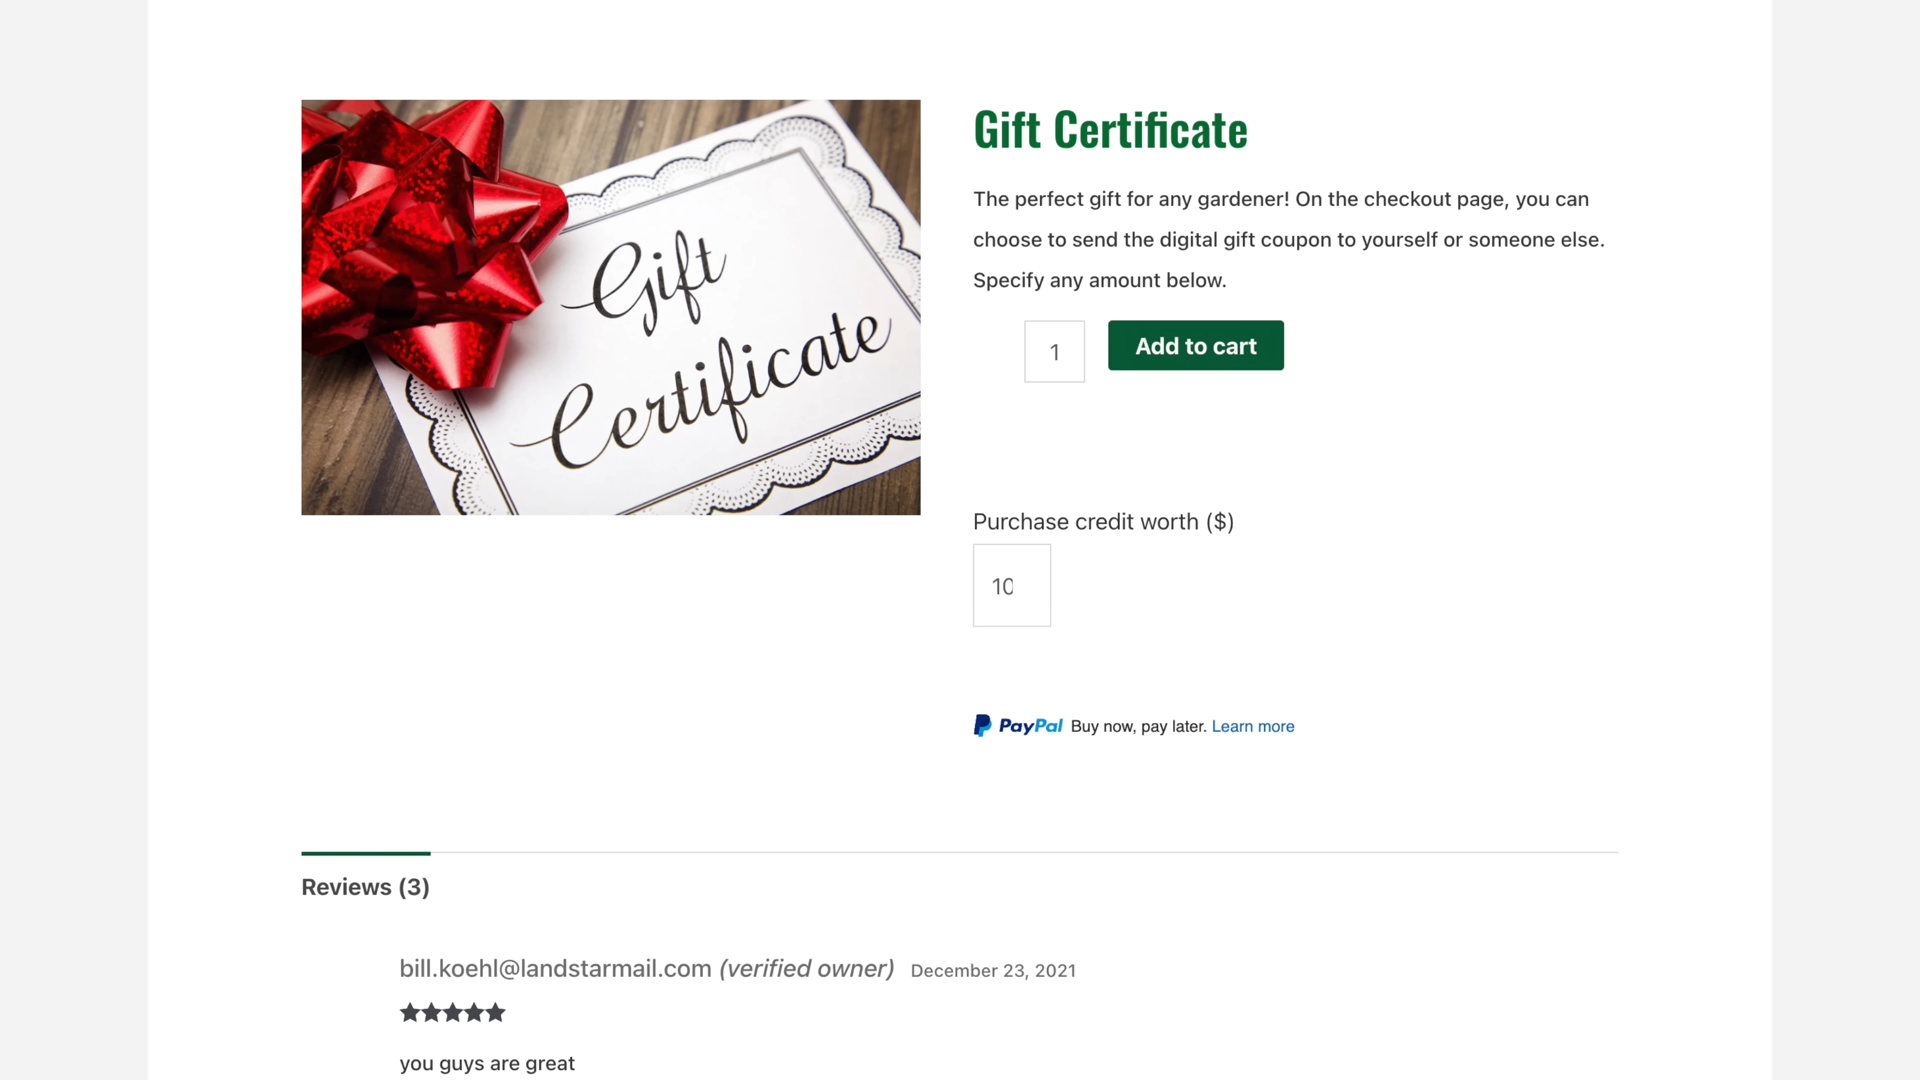 Gift
Certificate
Gift Certificate
The perfect gift for any gardener! On the checkout page, you can
choose to send the digital gift coupon to yourself or someone else.
Specify any amount below.
1
Add to cart
Purchase credit worth ($)
10
PayPal Buy now, pay later. Learn more
Reviews (3)
bill.koehl@landstarmail.com (verified owner) December 23, 2021
you guys are great